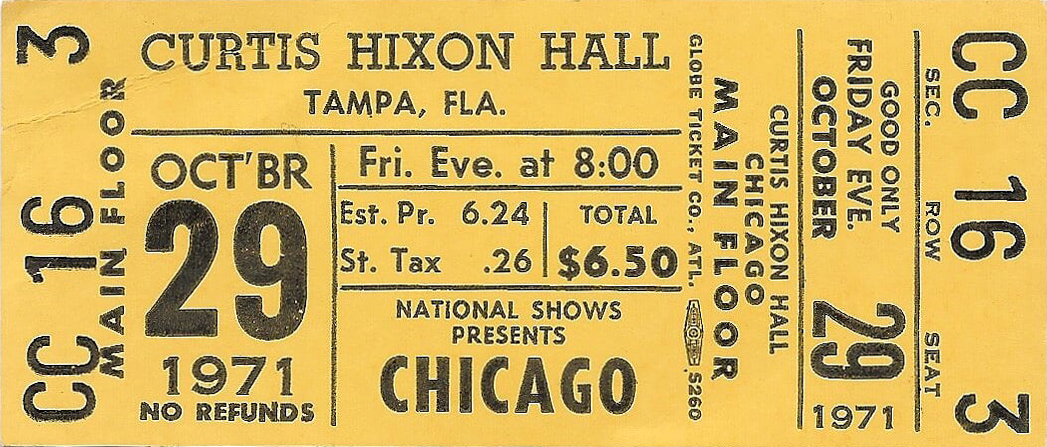 CC 16 3
MAIN FLOOR
CURTIS HIXON HALL
TAMPA, FLA.
OCT'BR
29
1971
NO REFUNDS
Fri. Eve. at 8:00
Est. Pr. 6.24
St. Tax .26
TOTAL
$6.50
NATIONAL SHOWS
PRESENTS
CHICAGO
GLOBE TICKET CO., ATL. 5260
MAIN FLOOR
CHICAGO
CURTIS HIXON HALL
GOOD ONLY
FRIDAY EVE.
OCTOBER
29
1971
SEC. ROW SEAT
CC 16 3